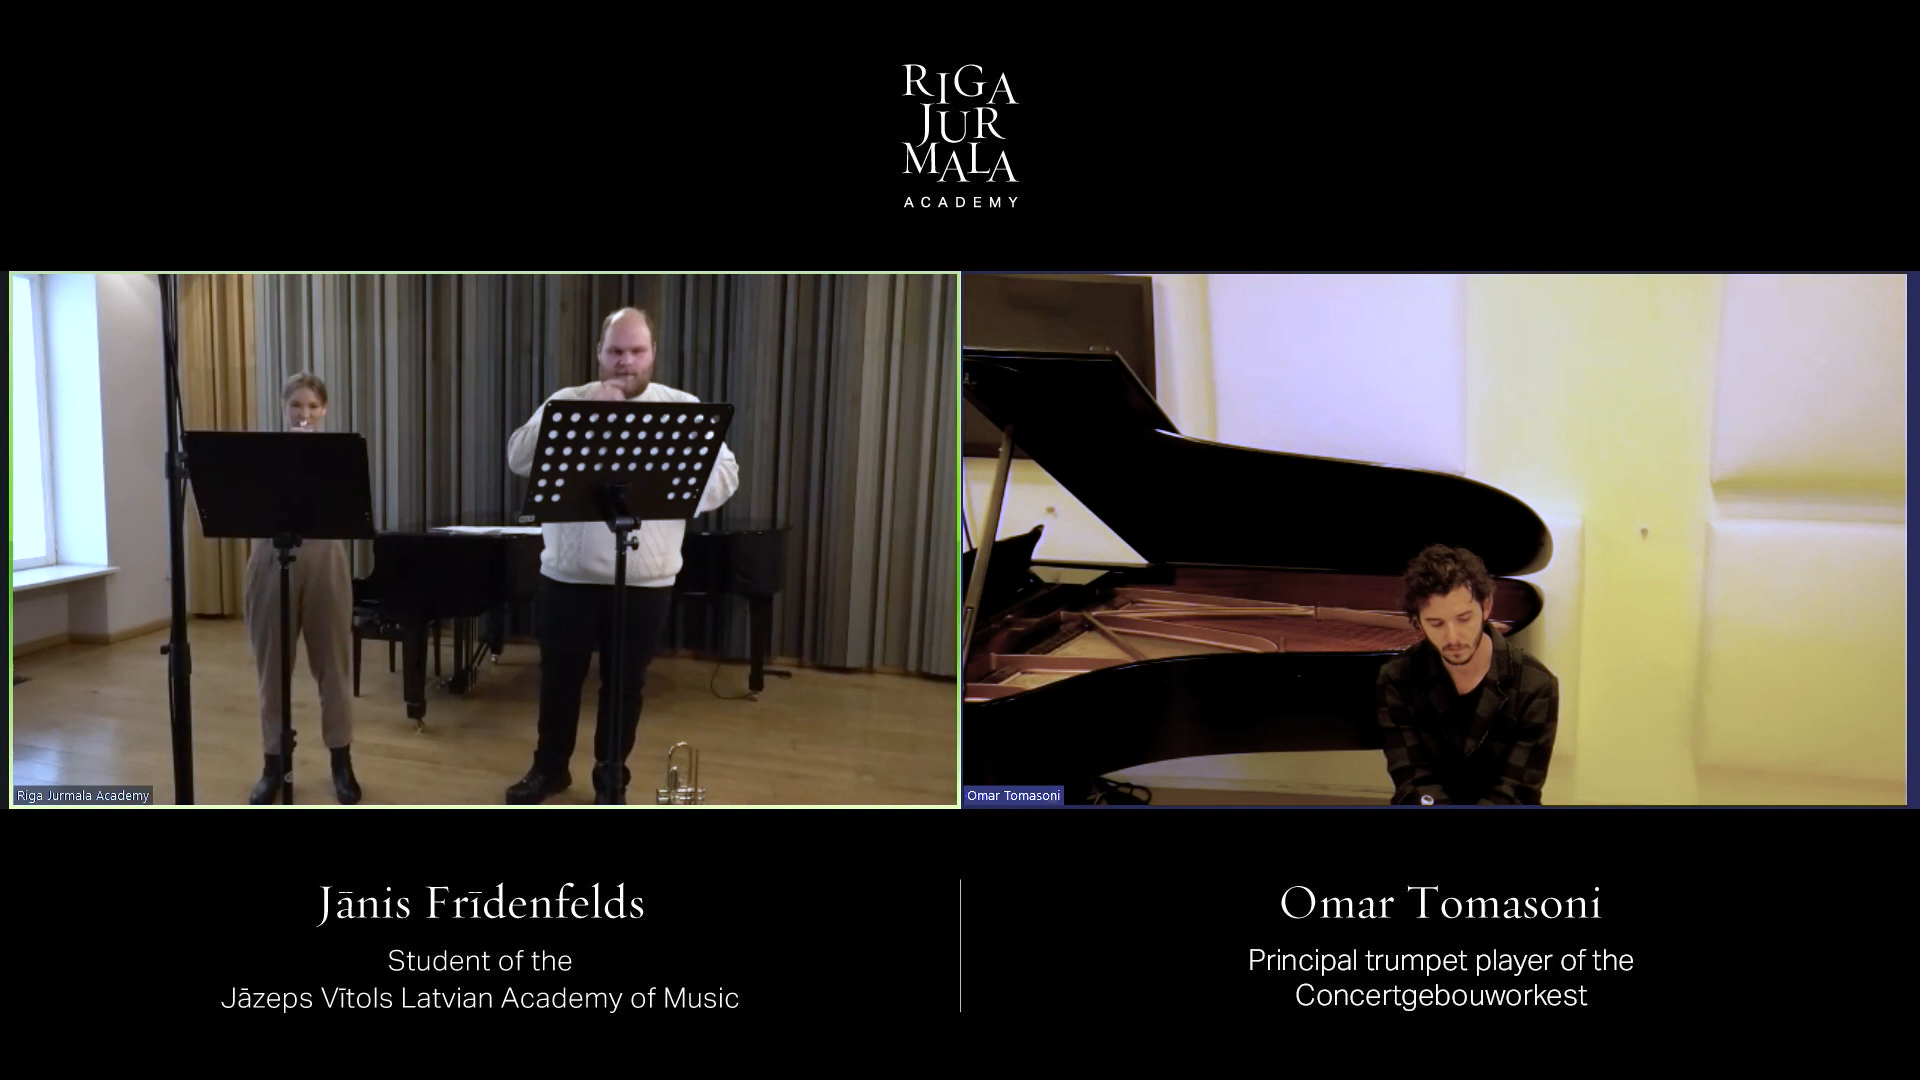 RIGA
JUR
MALA
ACADEMY
Riga Jurmala Academy
Omar Tomasoni
Jānis Frīdenfelds
Student of the
Jāzeps Vītols Latvian Academy of Music
Omar Tomasoni
Principal trumpet player of the
Concertgebouworkest